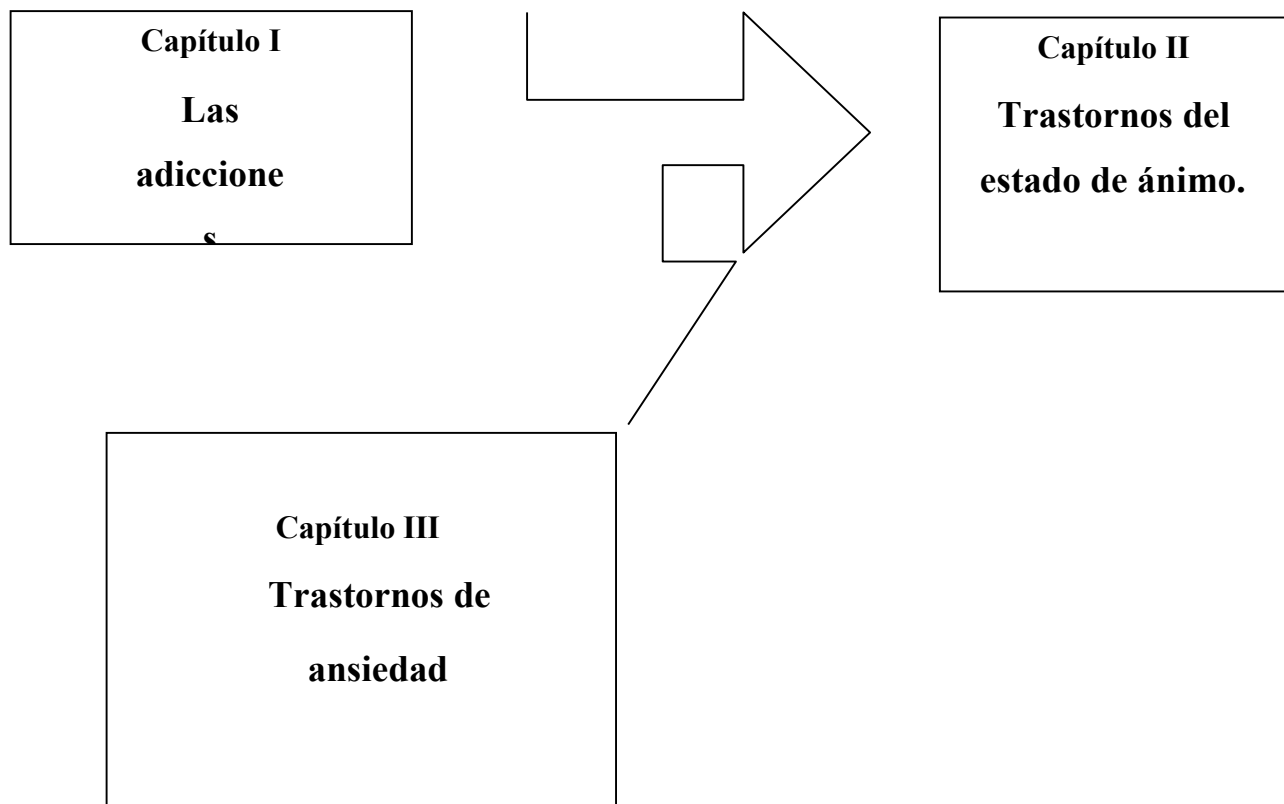 Capítulo I
Las
adiccione
s
Capítulo II
Trastornos del
estado de ánimo.
Capítulo III
Trastornos de
ansiedad